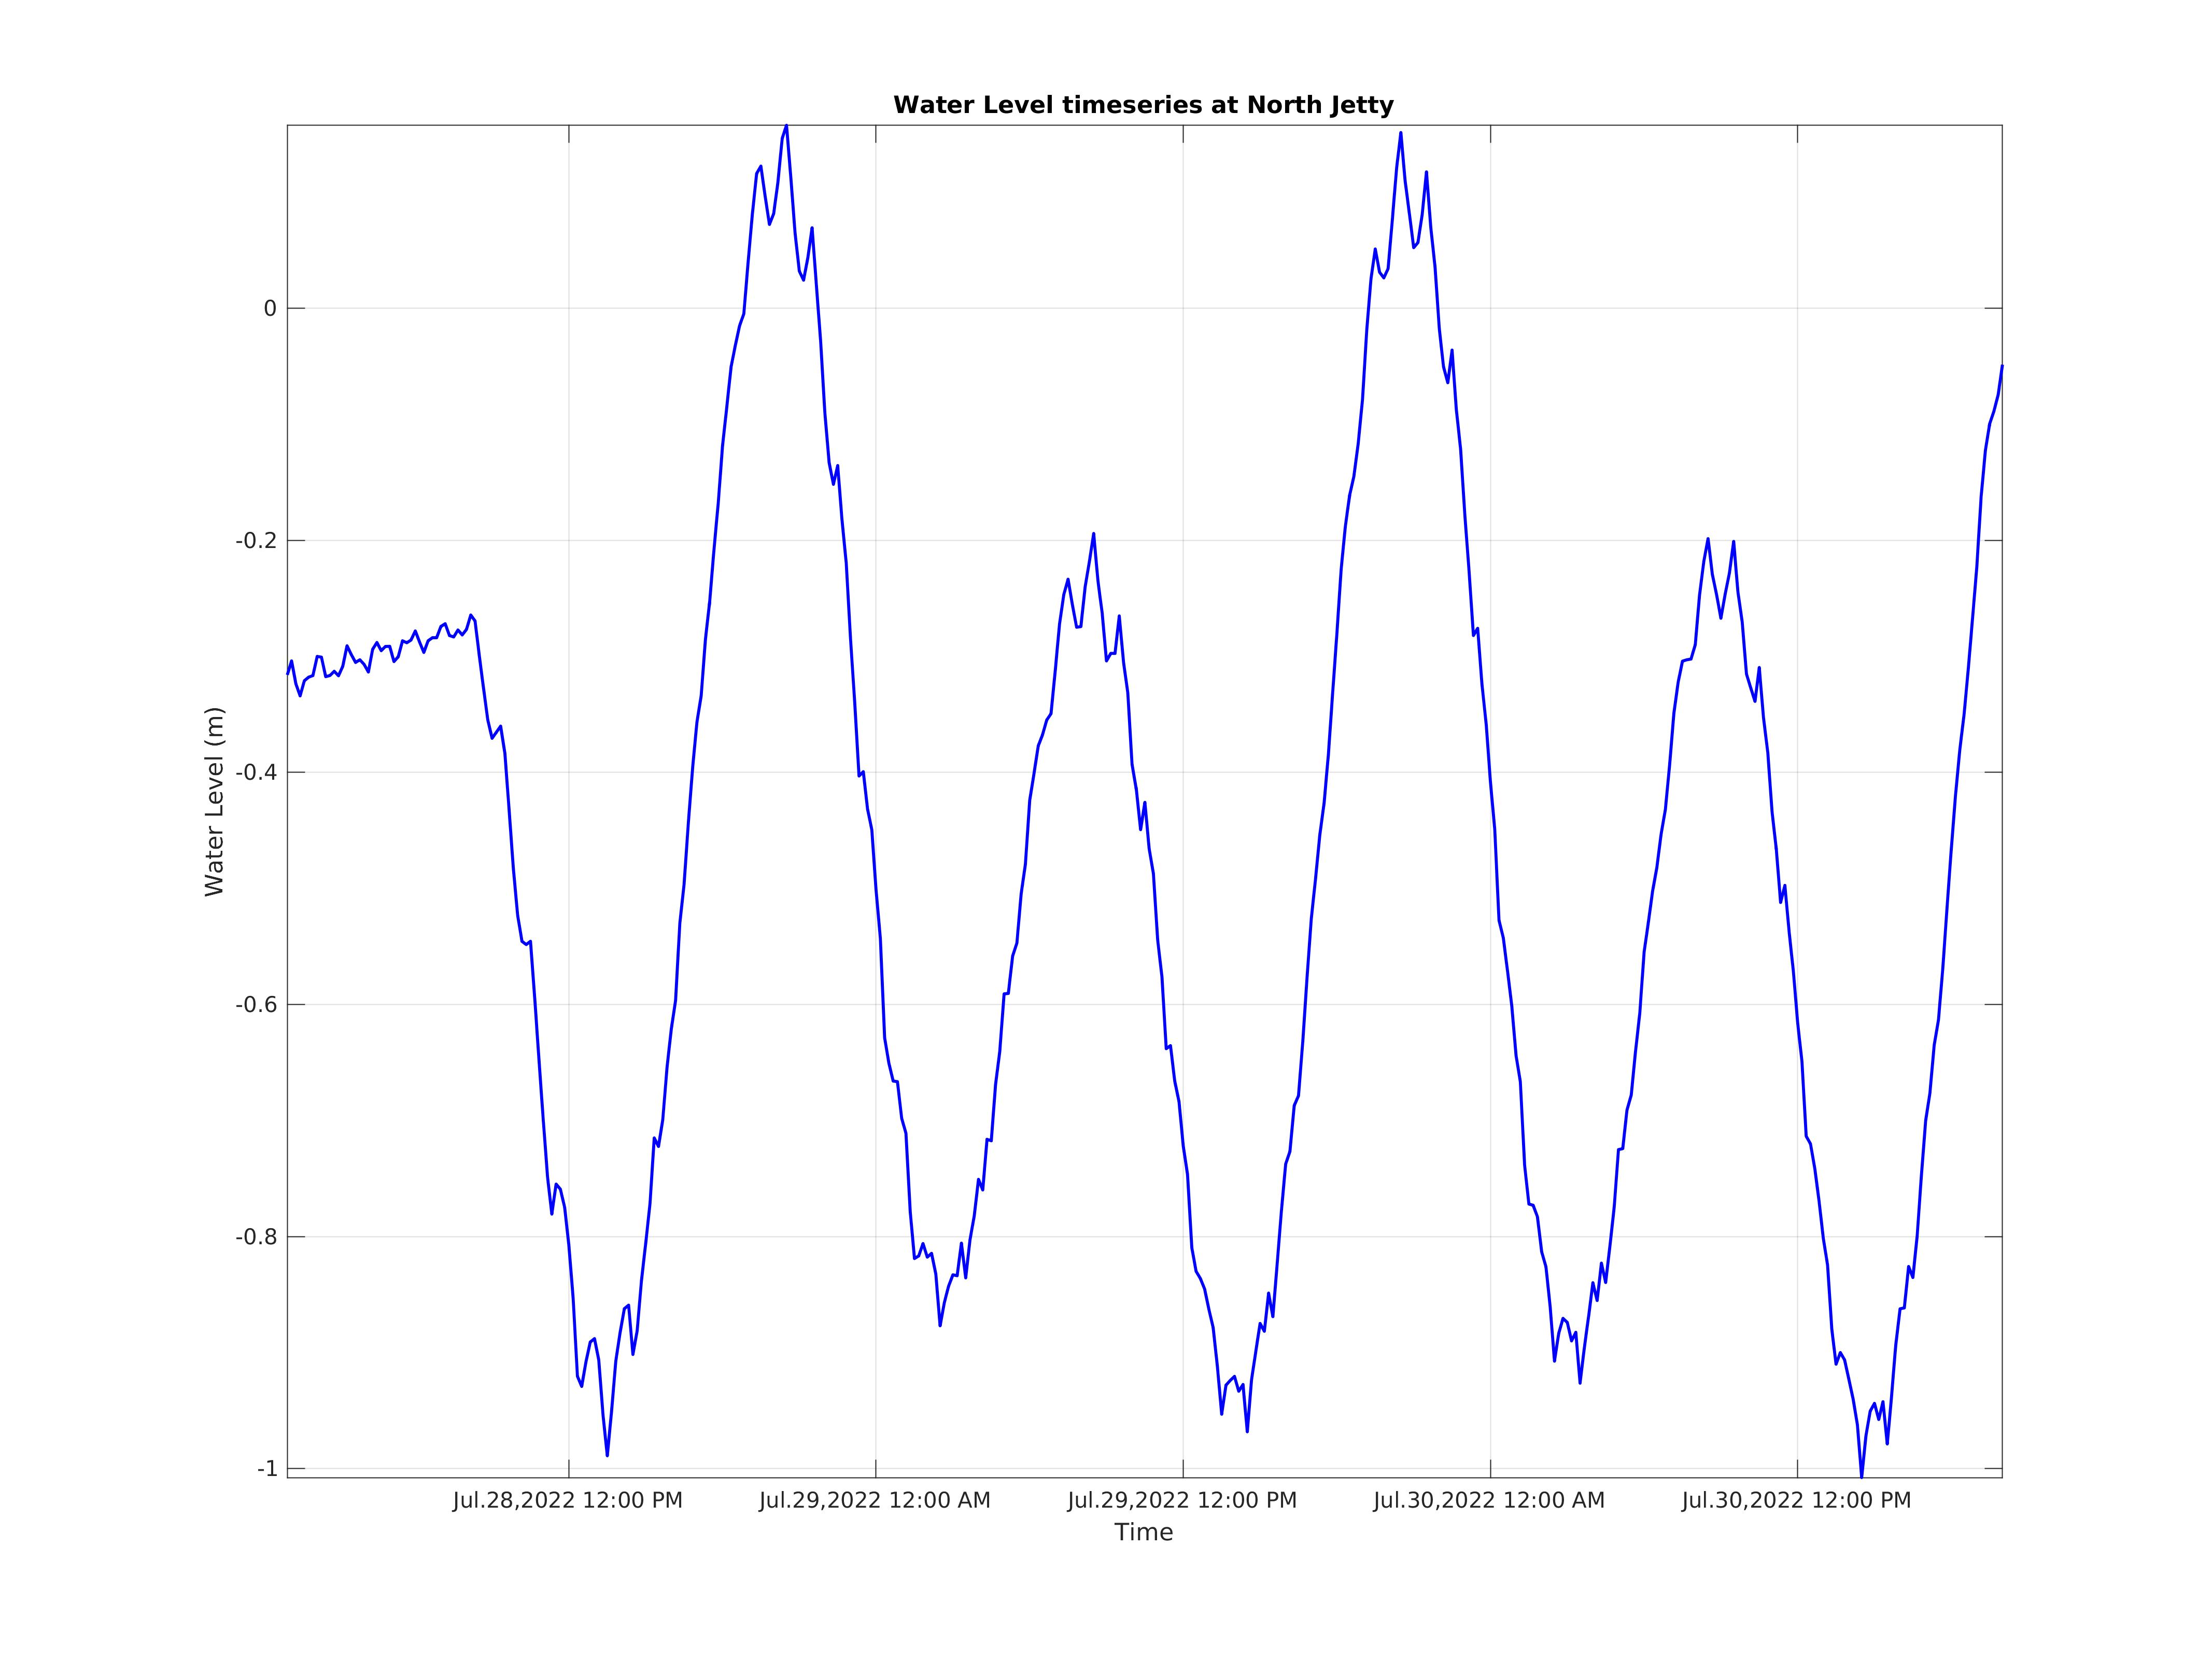 Water Level timeseries at North Jetty
0
-0.2
-0.4
-0.6
-0.8
-1
Water Level (m)
Jul.28,2022 12:00 PM Jul.29,2022 12:00 AM Jul.29,2022 12:00 PM Jul.30,2022 12:00 AM Jul.30,2022 12:00 PM
Time